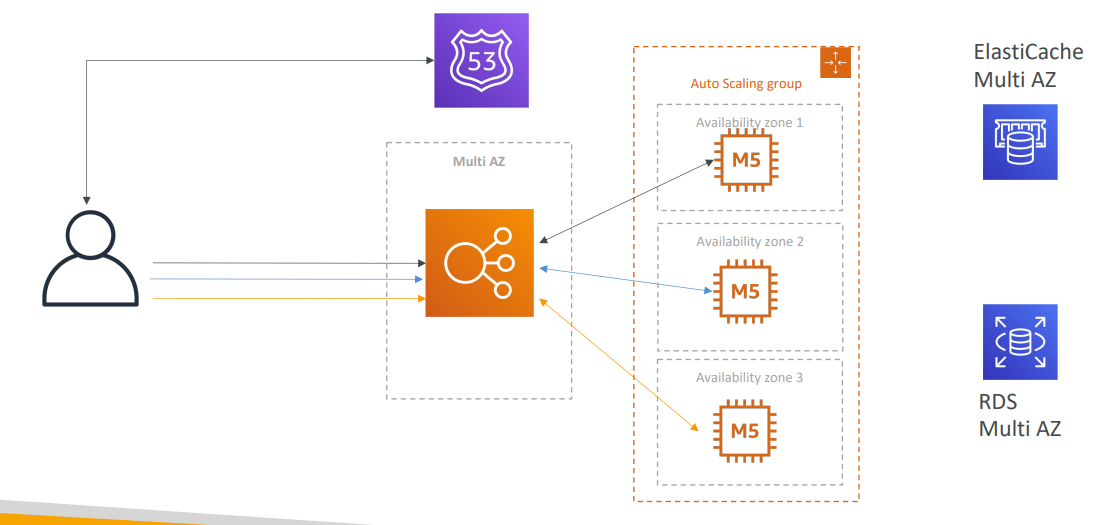 53
Multi AZ
Auto Scaling group
Availability zone 1
M5
Availability zone 2
M5
Availability zone 3
M5
ElastiCache
Multi AZ
RDS
Multi AZ